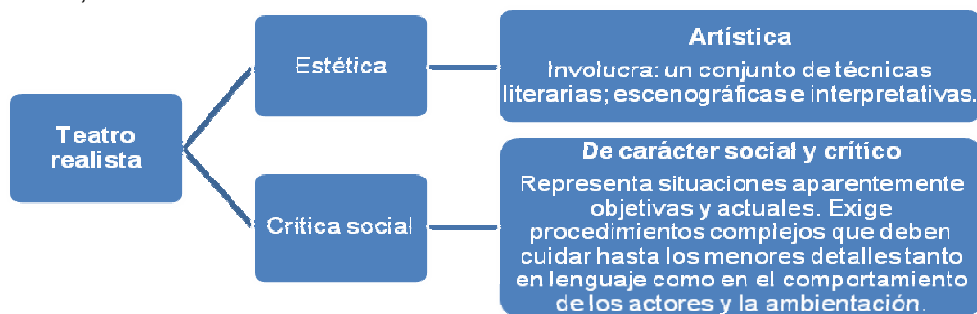 Teatro
realista
Estética
Artística
Involucra: un conjunto de técnicas
literarias; escenográficas e interpretativas.
Critica social
De carácter social y crítico
Representa situaciones aparentemente
objetivas y actuales. Exige
procedimientos complejos que deben
cuidar hasta los menores detalles tanto
en lenguaje como en el comportamiento
de los actores y la ambientación.